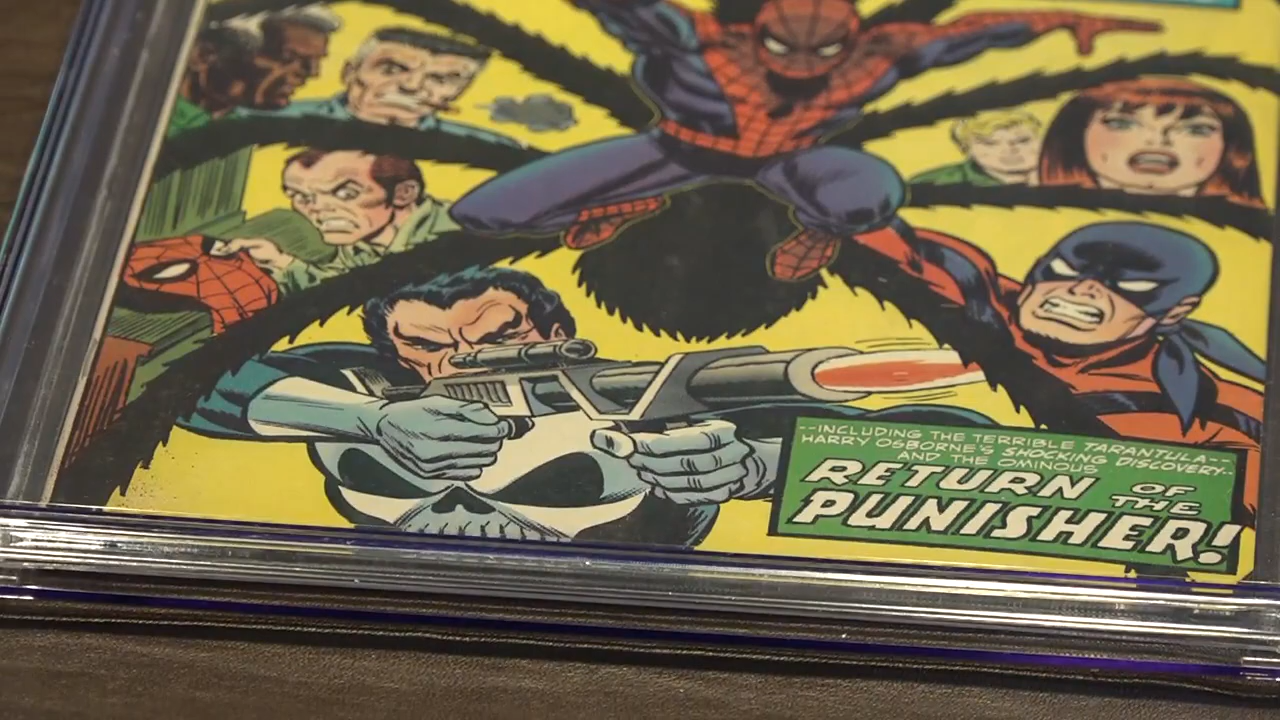 --INCLUDING THE TERRIBLE TARANTULA--
HARRY OSBORNE'S SHOCKING DISCOVERY--
AND THE OMINOUS
RETURN OF THE
PUNISHER!